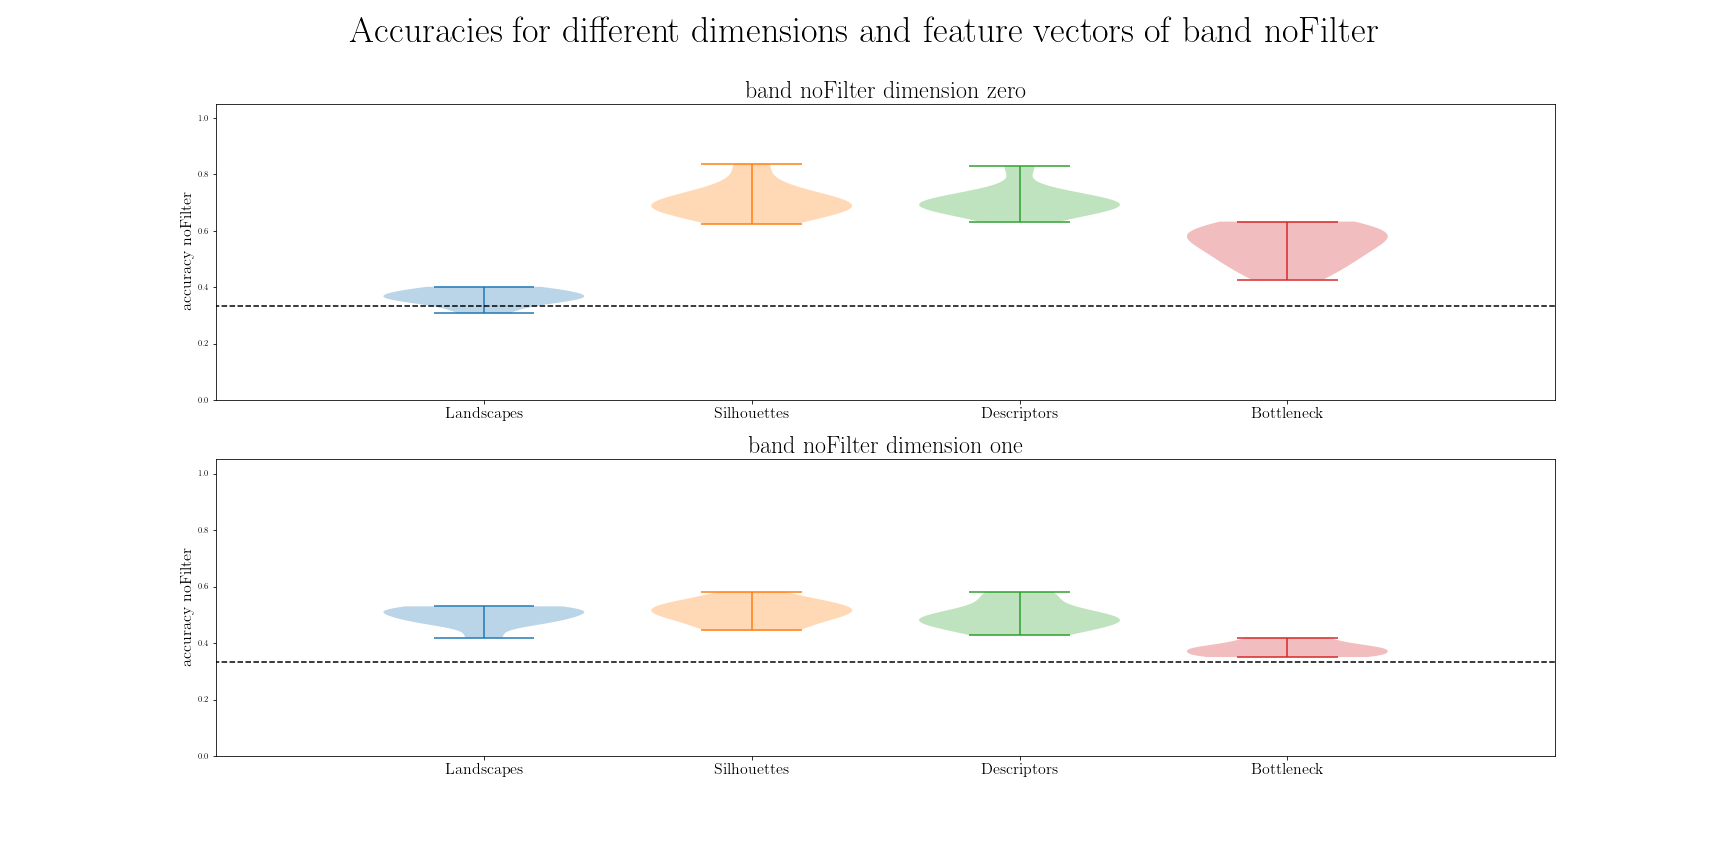 Accuracies for different dimensions and feature vectors of band noFilter
band noFilter dimension zero
accuracy noFilter
1.0
0.8
0.6
0.4
0.2
0.0
Landscapes Silhouettes Descriptors Bottleneck
band noFilter dimension one
accuracy noFilter
1.0
0.8
0.6
0.4
0.2
0.0
Landscapes Silhouettes Descriptors Bottleneck